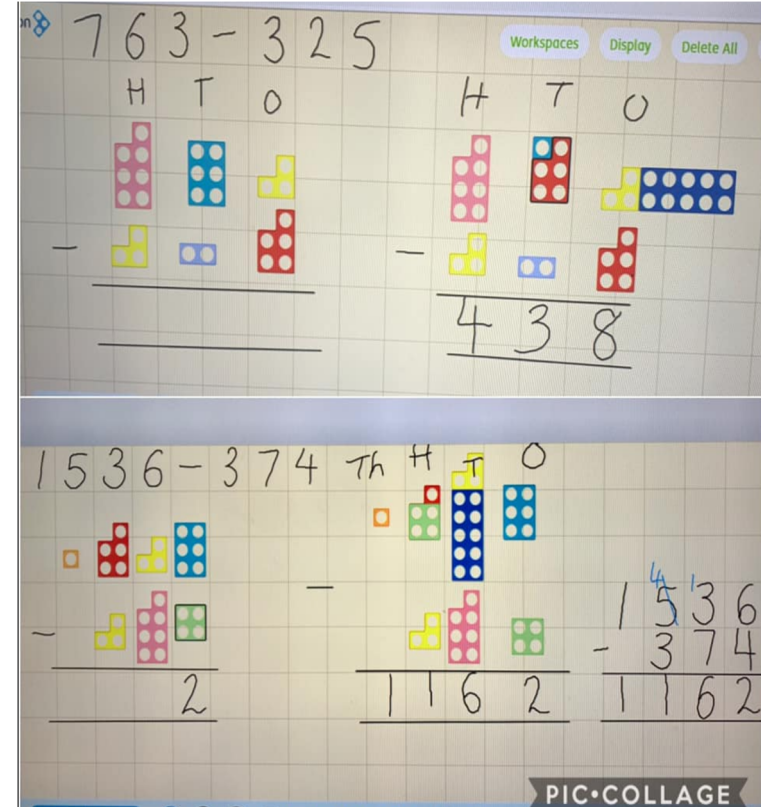 on
763-325
Workspaces Display Delete All
H T O
H T O
-
-
438
1536-374
Th H T O
-
-
2
1162
4 1
1536
- 374
1162
PIC•COLLAGE